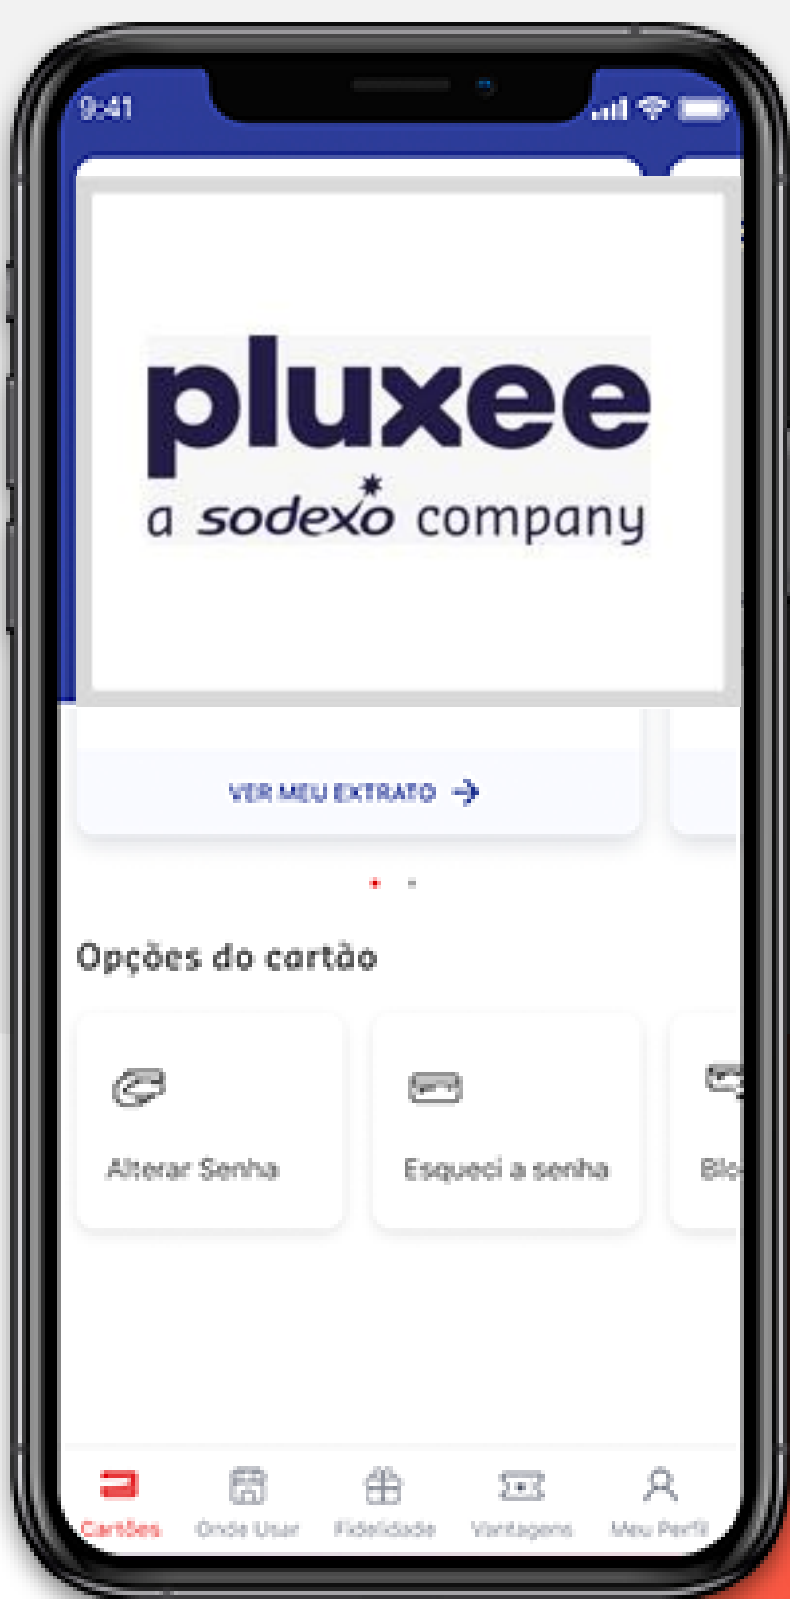 9:41
pluxee
a sodexo company
VER MEU EXTRATO
Opções do cartão
Alterar Senha
Esqueci a senha
Blo
Cartões
Onde Usar
Fidelidade
Vantagens
Meu Perfil